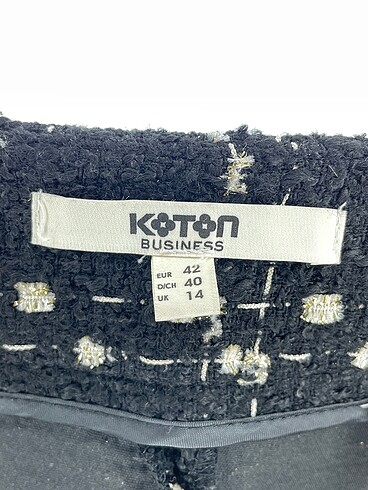 KOTON
BUSINESS
EUR 42
D/CH 40
UK 14